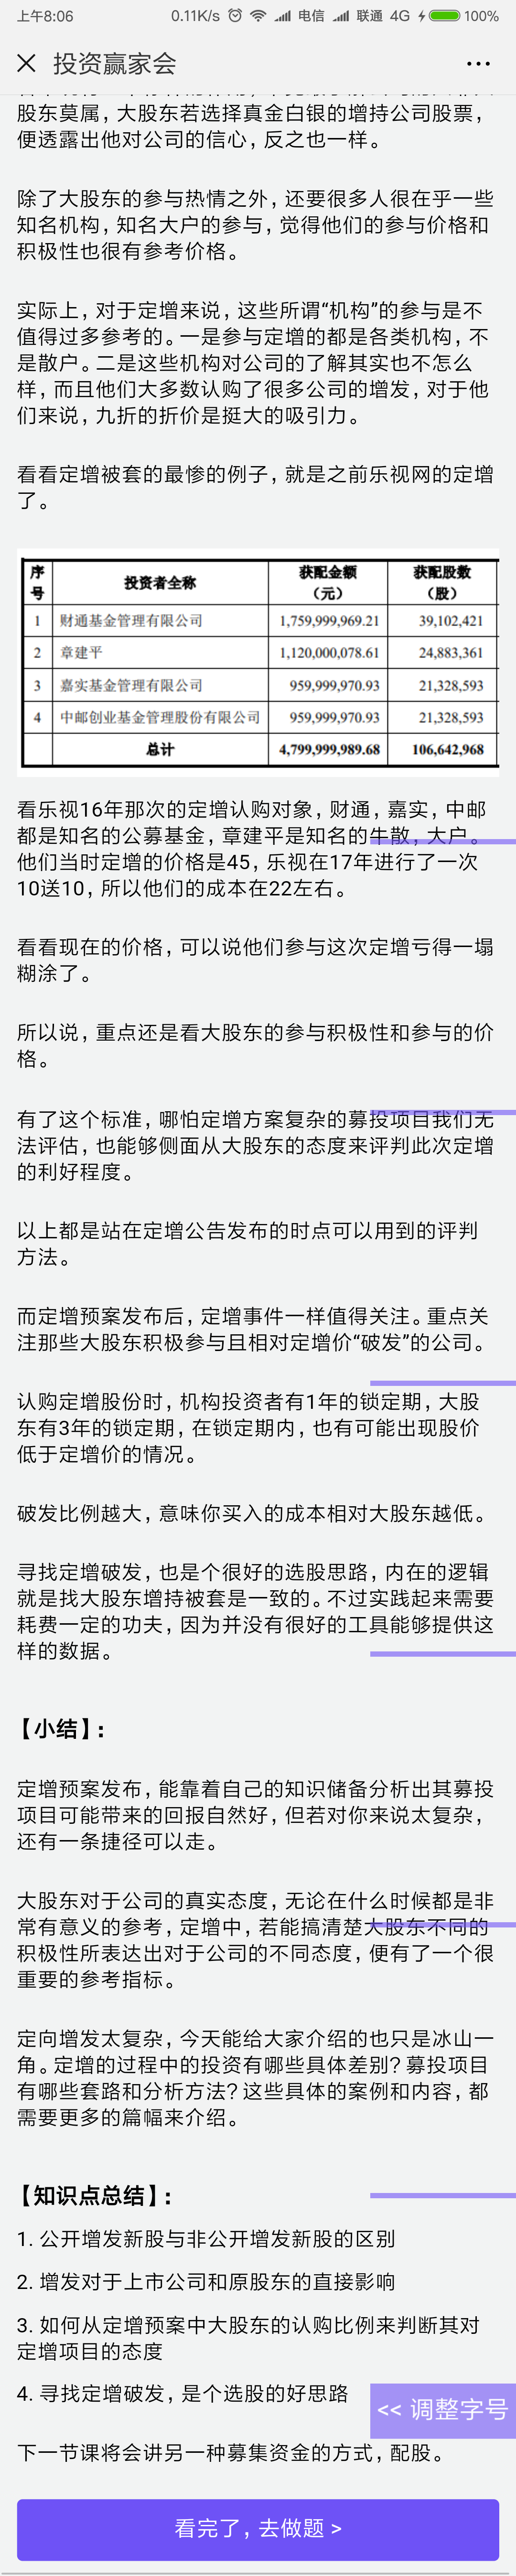 上午8:06
0.11K/s
电信
联通 4G
100%
投资赢家会
股东莫属，大股东若选择真金白银的增持公司股票，
便透露出他对公司的信心，反之也一样。
除了大股东的参与热情之外，还要很多人很在乎一些
知名机构，知名大户的参与，觉得他们的参与价格和
积极性也很有参考价格。
实际上，对于定增来说，这些所谓“机构”的参与是不
值得过多参考的。一是参与定增的都是各类机构，不
是散户。二是这些机构对公司的了解其实也不怎么
样，而且他们大多数认购了很多公司的增发，对于他
们来说，九折的折价是挺大的吸引力。
看看定增被套的最惨的例子，就是之前乐视网的定增
了。
序号 投资者全称 获配金额（元） 获配股数（股）
1 财通基金管理有限公司 1,759,999,969.21 39,102,421
2 章建平 1,120,000,078.61 24,883,361
3 嘉实基金管理有限公司 959,999,970.93 21,328,593
4 中邮创业基金管理股份有限公司 959,999,970.93 21,328,593
总计 4,799,999,989.68 106,642,968
看乐视16年那次的定增认购对象，财通，嘉实，中邮
都是知名的公募基金，章建平是知名的牛散，大户。
他们当时定增的价格是45，乐视在17年进行了一次
10送10，所以他们的成本在22左右。
看看现在的价格，可以说他们参与这次定增亏得一塌
糊涂了。
所以说，重点还是看大股东的参与积极性和参与的价
格。
有了这个标准，哪怕定增方案复杂的募投项目我们无
法评估，也能够侧面从大股东的态度来评判此次定增
的利好程度。
以上都是站在定增公告发布的时点可以用到的评判
方法。
而定增预案发布后，定增事件一样值得关注。重点关
注那些大股东积极参与且相对定增价“破发”的公司。
认购定增股份时，机构投资者有1年的锁定期，大股
东有3年的锁定期，在锁定期内，也有可能出现股价
低于定增价的情况。
破发比例越大，意味你买入的成本相对大股东越低。
寻找定增破发，也是个很好的选股思路，内在的逻辑
就是找大股东增持被套是一致的。不过实践起来需要
耗费一定的功夫，因为并没有很好的工具能够提供这
样的数据。
【小结】：
定增预案发布，能靠着自己的知识储备分析出其募投
项目可能带来的回报自然好，但若对你来说太复杂，
还有一条捷径可以走。
大股东对于公司的真实态度，无论在什么时候都是非
常有意义的参考，定增中，若能搞清楚大股东不同的
积极性所表达出对于公司的不同态度，便有了一个很
重要的参考指标。
定向增发太复杂，今天能给大家介绍的也只是冰山一
角。定增的过程中的投资有哪些具体差别？募投项目
有哪些套路和分析方法？这些具体的案例和内容，都
需要更多的篇幅来介绍。
【知识点总结】：
1. 公开增发新股与非公开增发新股的区别
2. 增发对于上市公司和原股东的直接影响
3. 如何从定增预案中大股东的认购比例来判断其对
定增项目的态度
4. 寻找定增破发，是个选股的好思路
<< 调整字号
下一节课将会讲另一种募集资金的方式，配股。
看完了，去做题 >